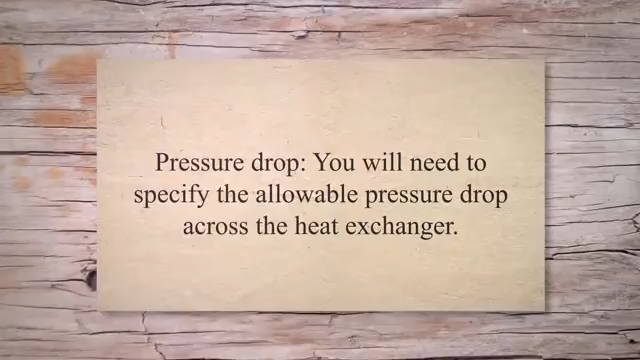 Pressure drop: You will need to
specify the allowable pressure drop
across the heat exchanger.